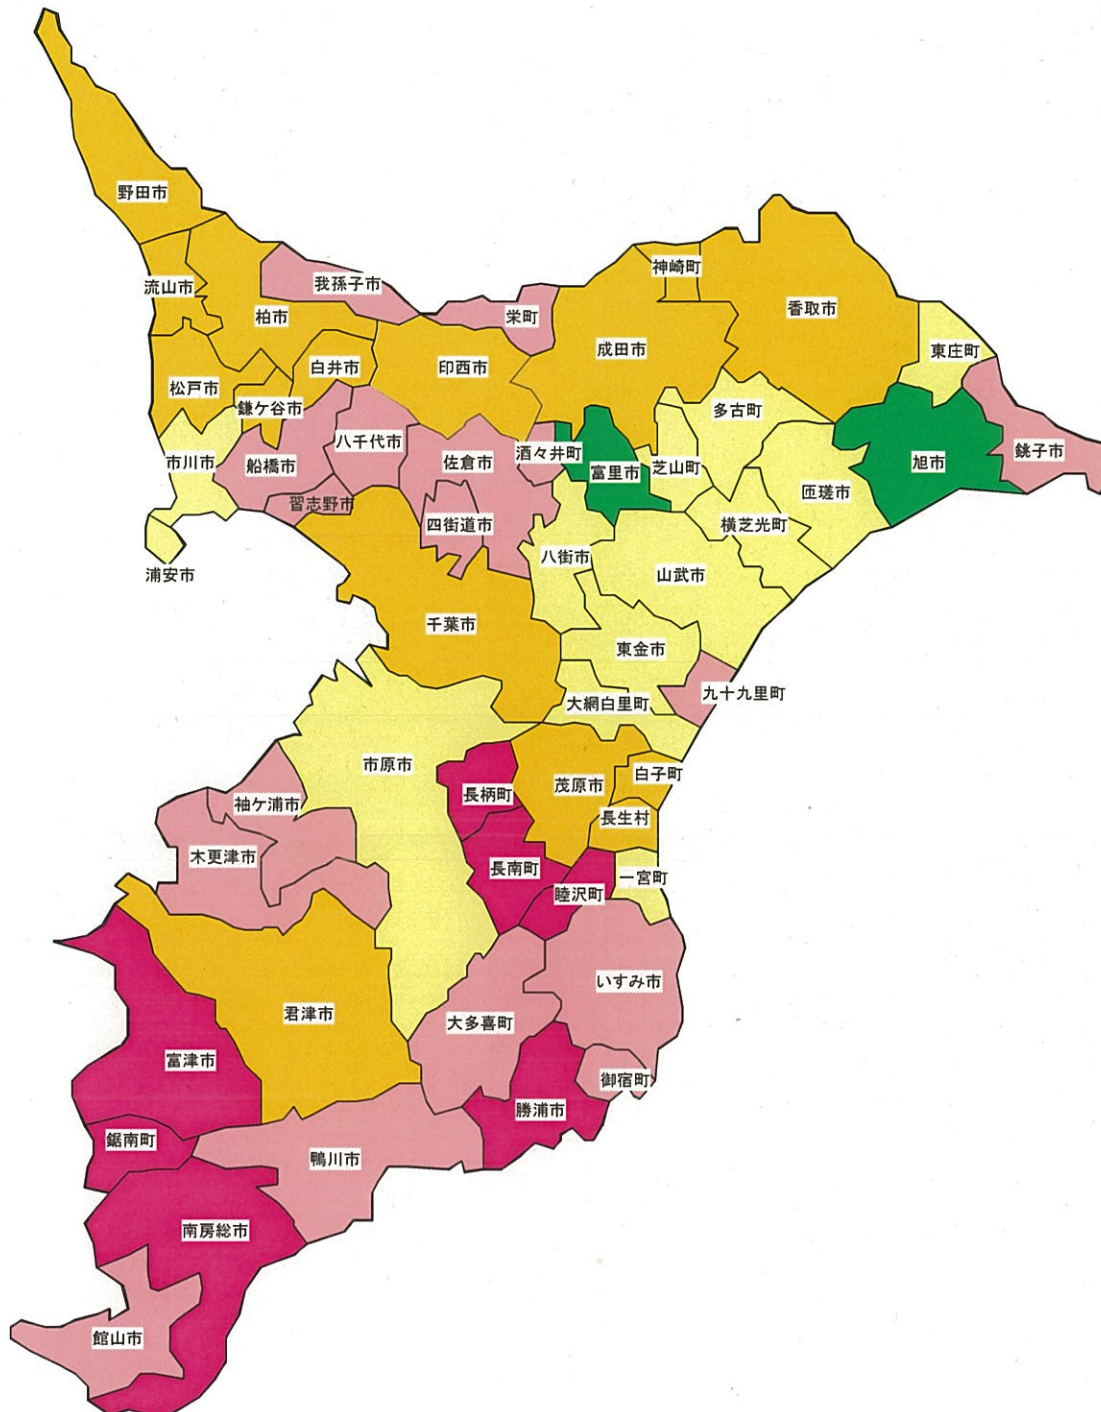 野田市
流山市
柏市
我孫子市
栄町
神崎町
成田市
香取市
東庄町
松戸市
鎌ケ谷市
白井市
印西市
多古町
銚子市
旭市
市川市
船橋市
八千代市
佐倉市
酒々井町
富里市
芝山町
匝瑳市
習志野市
四街道市
横芝光町
浦安市
八街市
山武市
千葉市
東金市
九十九里町
大網白里町
市原市
長柄町
茂原市
白子町
袖ケ浦市
長生村
木更津市
長南町
睦沢町
一宮町
いすみ市
君津市
大多喜町
富津市
御宿町
勝浦市
鋸南町
鴨川市
南房総市
館山市